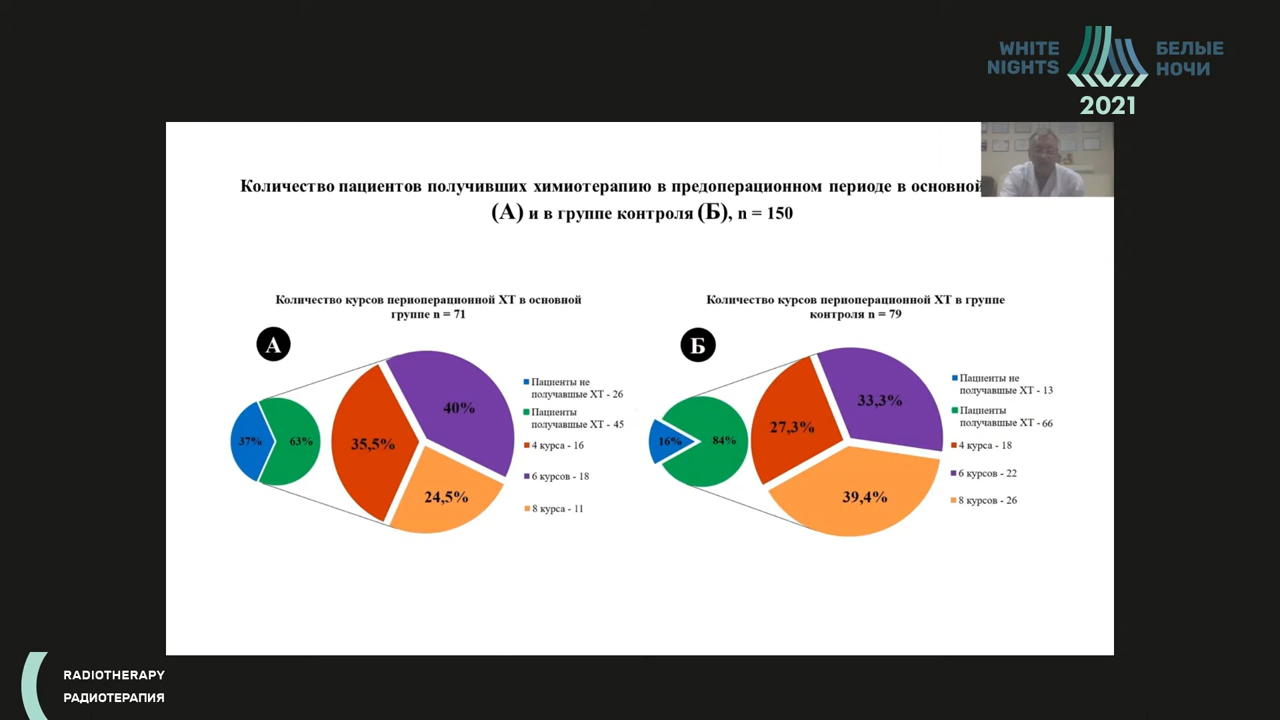 WHITE
NIGHTS
БЕЛЫЕ
НОЧИ
2021
Количество пациентов получивших химиотерапию в предоперационном периоде в основной
(А) и в группе контроля (Б), n = 150
Количество курсов периоперационной ХТ в основной
группе n = 71
А
37%
63%
35,5%
40%
24,5%
Пациенты не
получавшие ХТ - 26
Пациенты
получавшие ХТ - 45
4 курса - 16
6 курсов - 18
8 курса - 11
Количество курсов периоперационной ХТ в группе
контроля n = 79
Б
16%
84%
27,3%
33,3%
39,4%
Пациенты не
получавшие ХТ - 13
Пациенты
получавшие ХТ - 66
4 курса - 18
6 курсов - 22
8 курсов - 26
RADIOTHERAPY
РАДИОТЕРАПИЯ